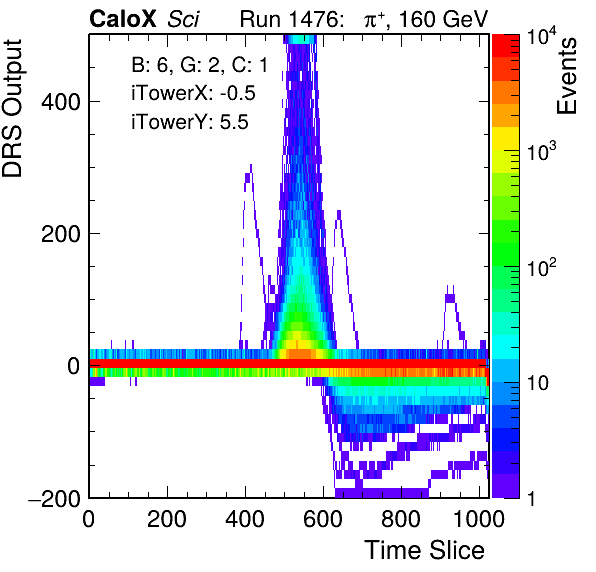 CaloX Sci Run 1476: π⁺, 160 GeV
B: 6, G: 2, C: 1
iTowerX: -0.5
iTowerY: 5.5
DRS Output
400
200
0
−200
0 200 400 600 800 1000
Time Slice
10⁴
10³
10²
10
1
Events